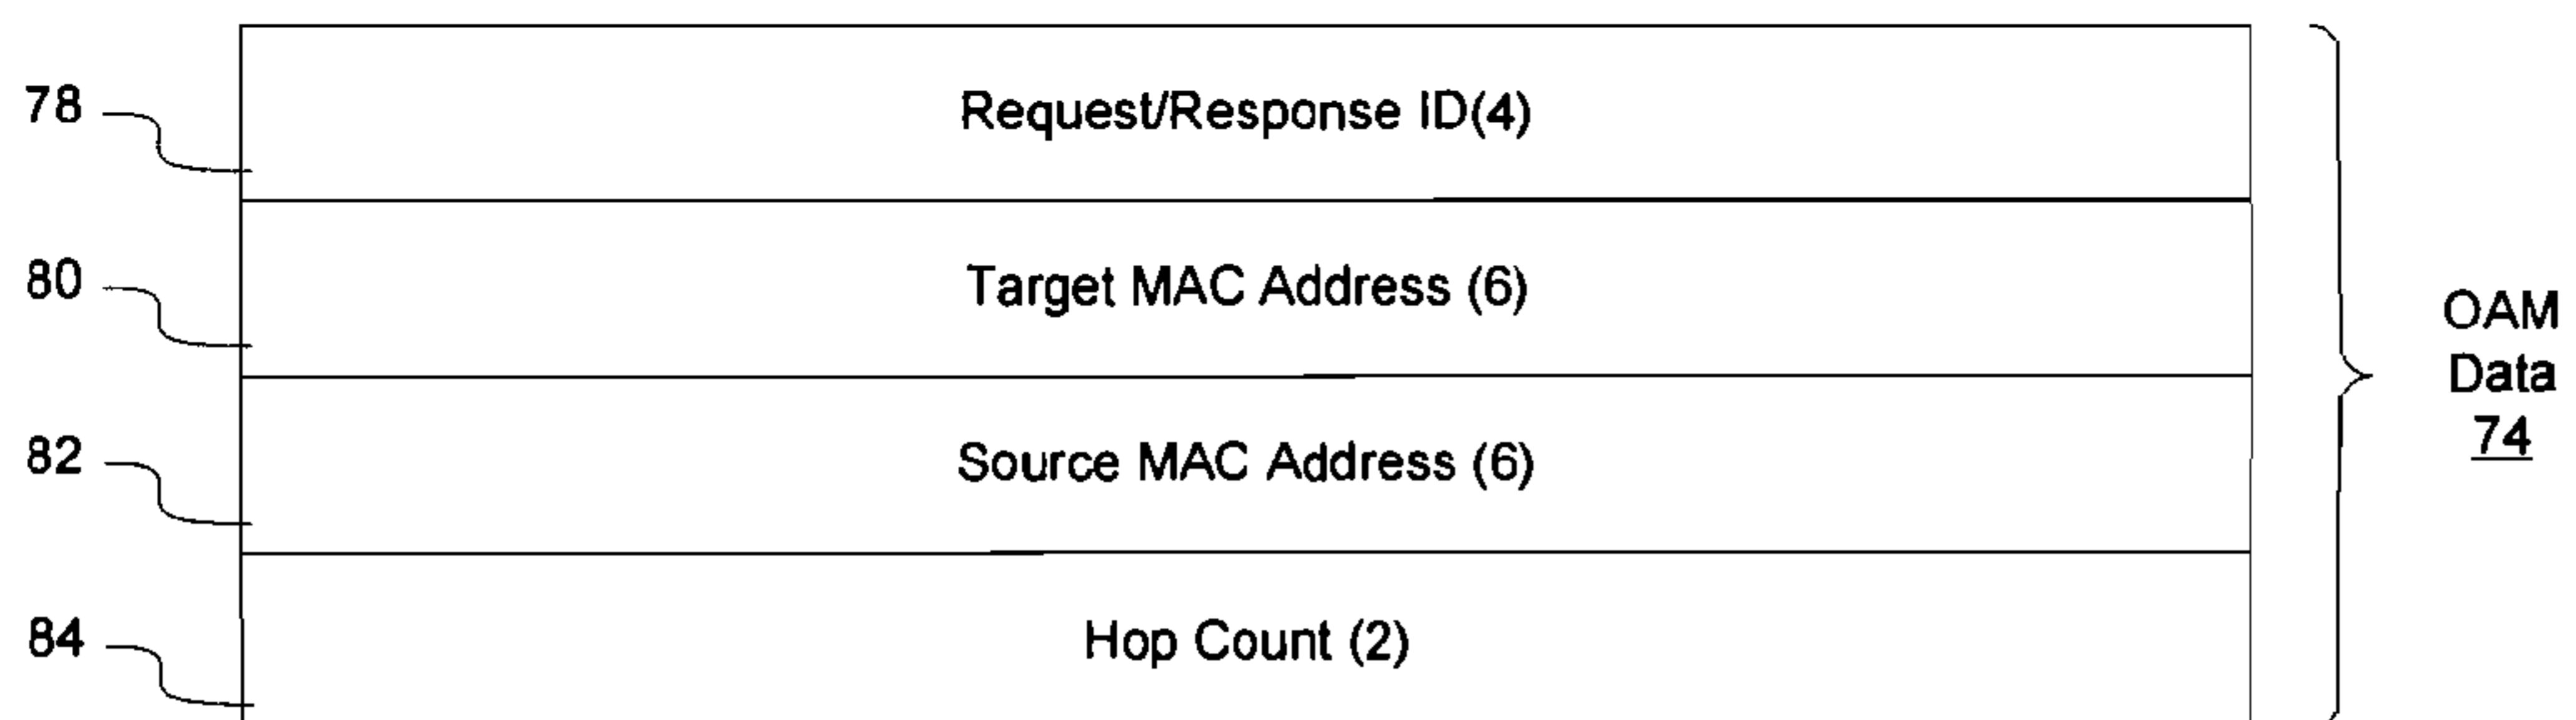 78
Request/Response ID(4)
80
Target MAC Address (6)
82
Source MAC Address (6)
84
Hop Count (2)
OAM
Data
74